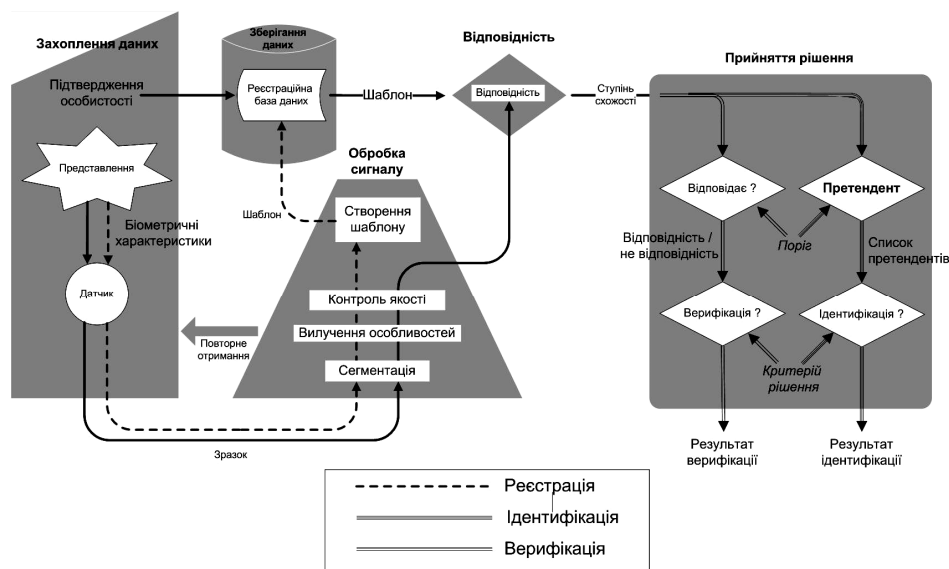 Захоплення даних
Підтвердження
особистості
Представлення
Біометричні
характеристики
Датчик
Зберігання
даних
Реєстраційна
база даних
Шаблон
Відповідність
Відповідність
Ступінь
схожості
Обробка
сигналу
Шаблон
Створення
шаблону
Контроль якості
Вилучення особливостей
Сегментація
Повторне
отримання
Зразок
Прийняття рішення
Відповідає ?
Претендент
Поріг
Відповідність /
не відповідність
Список
претендентів
Верифікація ?
Ідентифікація ?
Критерій
рішення
Результат
верифікації
Результат
ідентифікації
Реєстрація
Ідентифікація
Верифікація